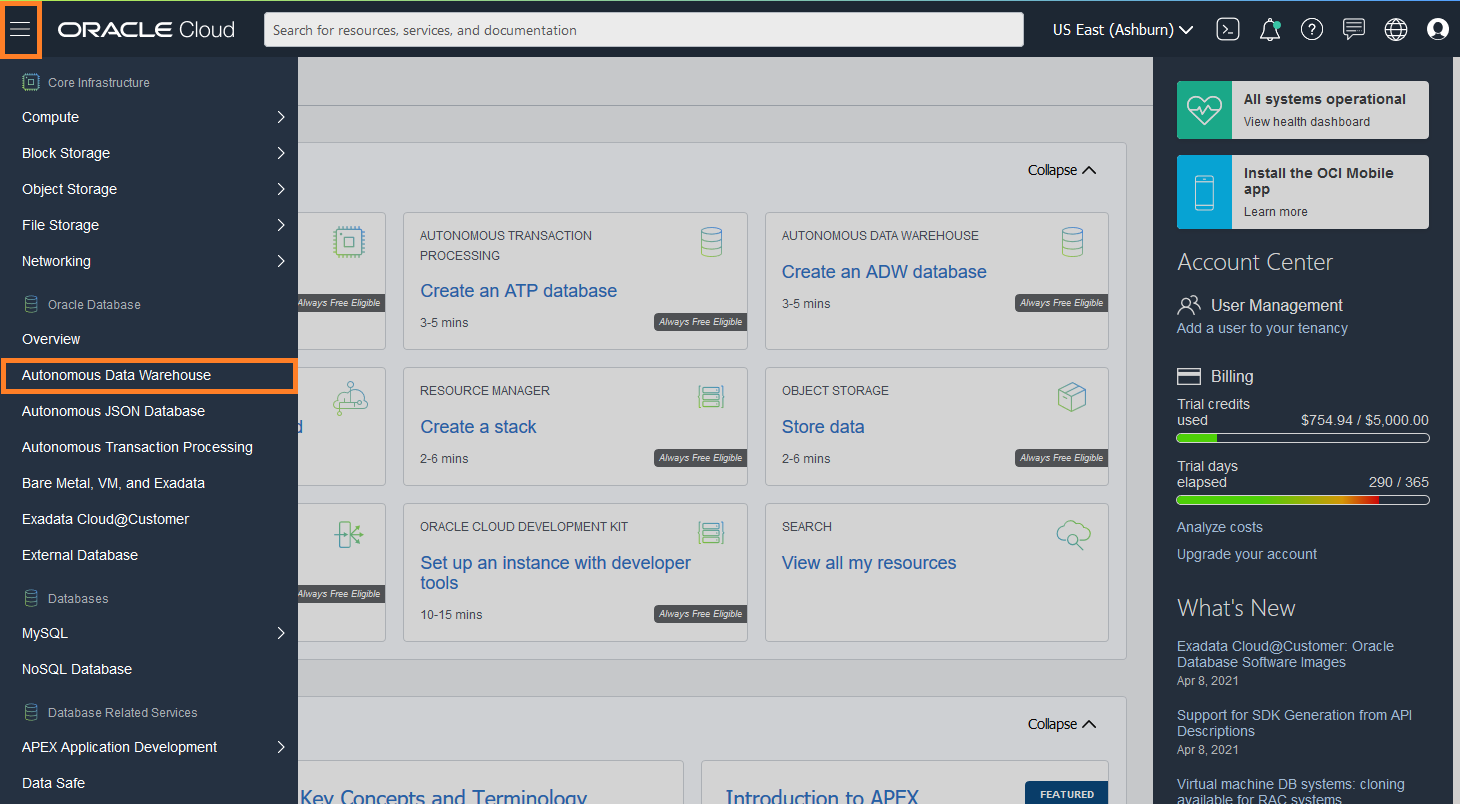 ORACLE Cloud
Search for resources, services, and documentation
US East (Ashburn)
Core Infrastructure
Compute
Block Storage
Object Storage
File Storage
Networking
Oracle Database
Overview
Autonomous Data Warehouse
Autonomous JSON Database
Autonomous Transaction Processing
Bare Metal, VM, and Exadata
Exadata Cloud@Customer
External Database
Databases
MySQL
NoSQL Database
Database Related Services
APEX Application Development
Data Safe
Collapse
Always Free Eligible
AUTONOMOUS TRANSACTION
PROCESSING
Create an ATP database
3-5 mins
Always Free Eligible
AUTONOMOUS DATA WAREHOUSE
Create an ADW database
3-5 mins
Always Free Eligible
d
RESOURCE MANAGER
Create a stack
2-6 mins
Always Free Eligible
OBJECT STORAGE
Store data
2-6 mins
Always Free Eligible
Always Free Eligible
ORACLE CLOUD DEVELOPMENT KIT
Set up an instance with developer
tools
10-15 mins
Always Free Eligible
SEARCH
View all my resources
Collapse
Key Concepts and Terminology
Introduction to APEX
FEATURED
All systems operational
View health dashboard
Install the OCI Mobile
app
Learn more
Account Center
User Management
Add a user to your tenancy
Billing
Trial credits
used $754.94 / $5,000.00
Trial days
elapsed 290 / 365
Analyze costs
Upgrade your account
What's New
Exadata Cloud@Customer: Oracle
Database Software Images
Apr 8, 2021
Support for SDK Generation from API
Descriptions
Apr 8, 2021
Virtual machine DB systems: cloning
available for RAC systems